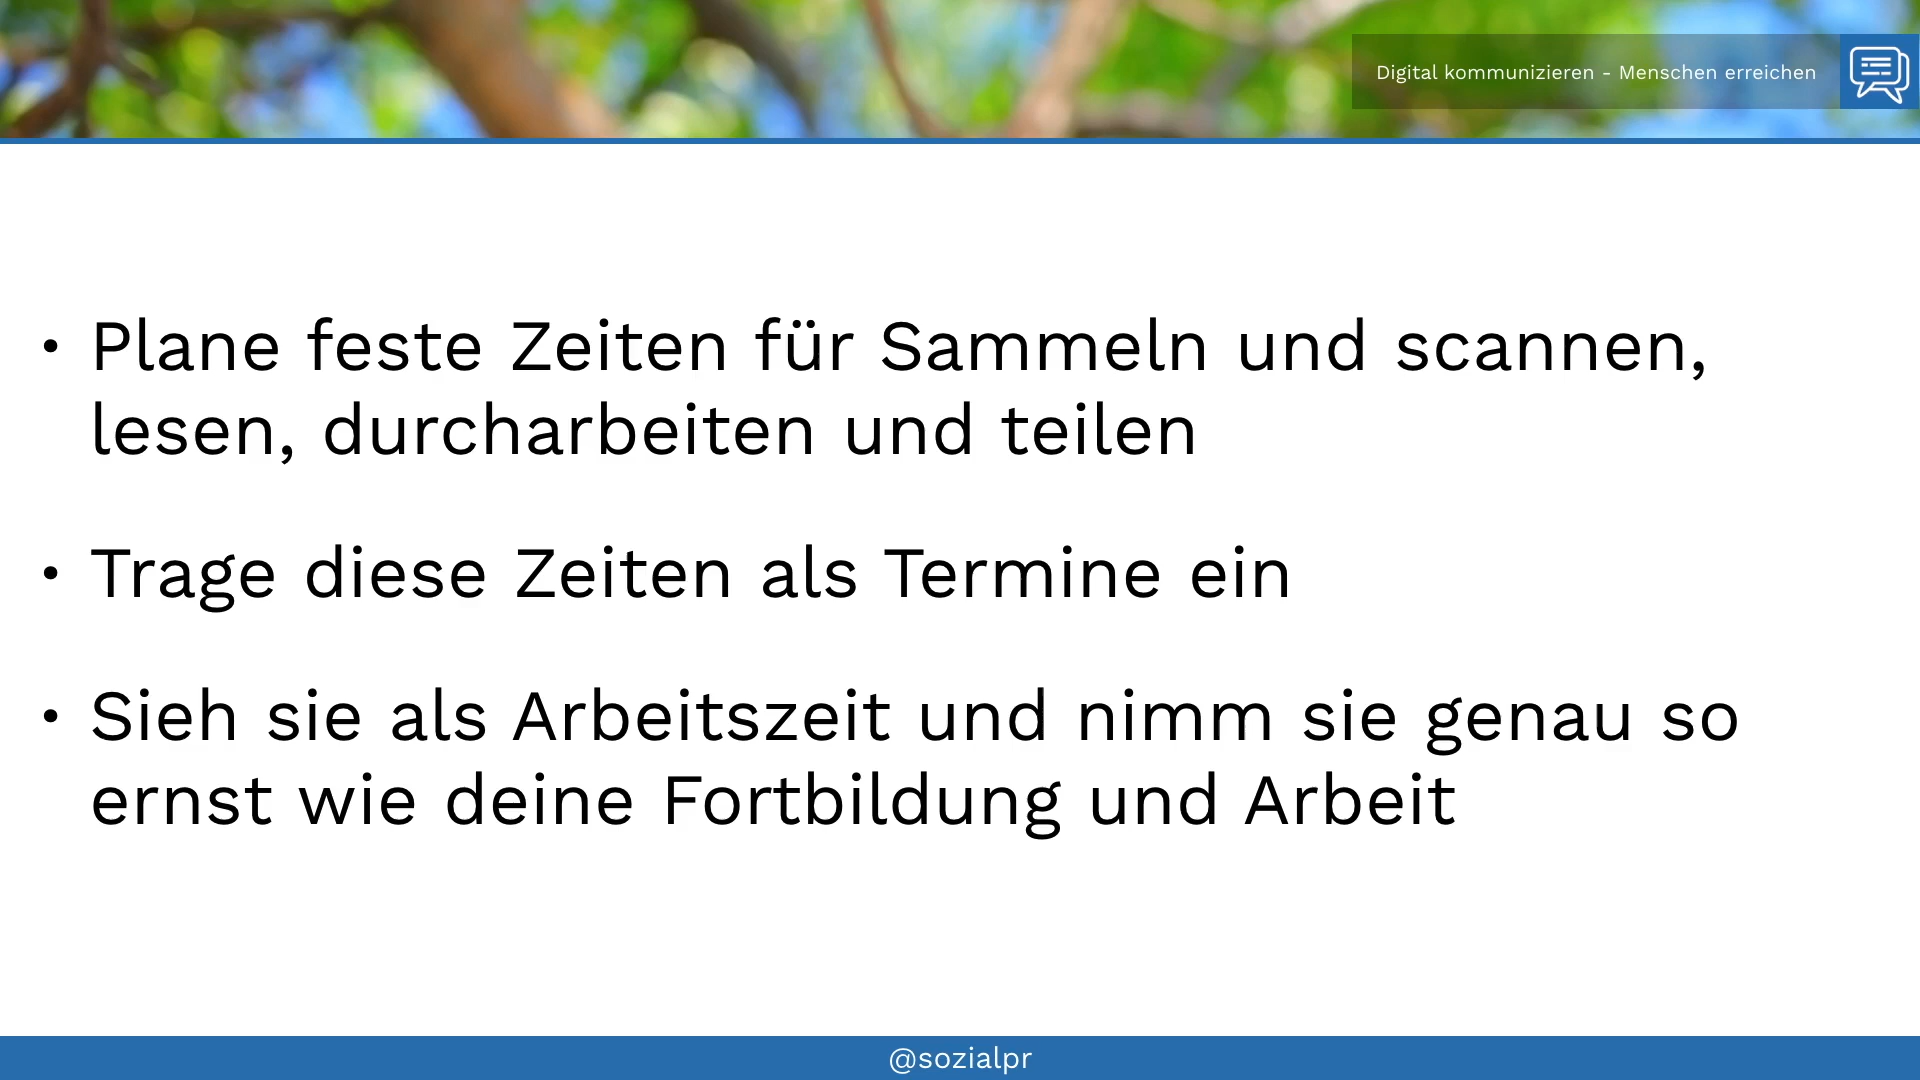 Digital kommunizieren - Menschen erreichen
• Plane feste Zeiten für Sammeln und scannen,
lesen, durcharbeiten und teilen
• Trage diese Zeiten als Termine ein
• Sieh sie als Arbeitszeit und nimm sie genau so
ernst wie deine Fortbildung und Arbeit
@sozialpr